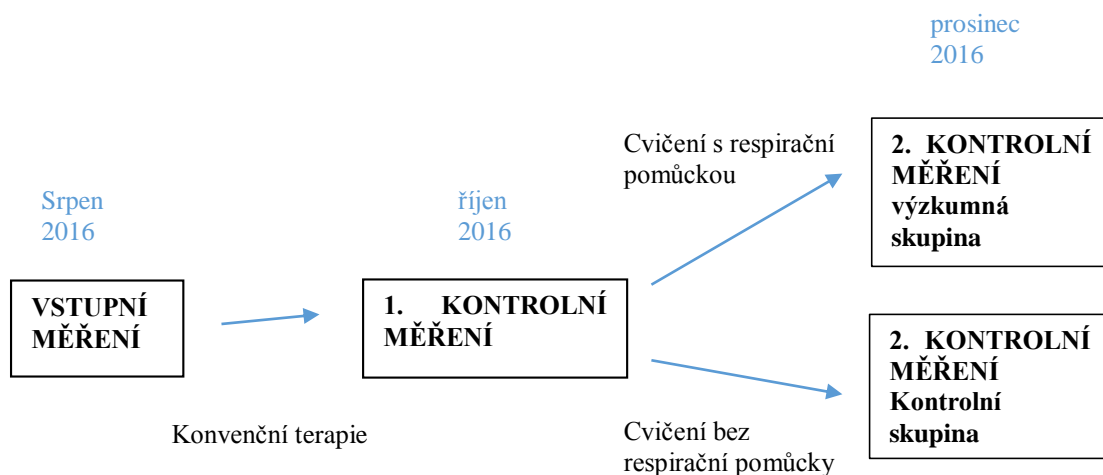 prosinec
2016
Cvičení s respirační
pomůckou
2. KONTROLNÍ
MĚŘENÍ
výzkumná
skupina
Srpen
2016
říjen
2016
VSTUPNÍ
MĚŘENÍ
1. KONTROLNÍ
MĚŘENÍ
2. KONTROLNÍ
MĚŘENÍ
Kontrolní
skupina
Konvenční terapie
Cvičení bez
respirační pomůcky